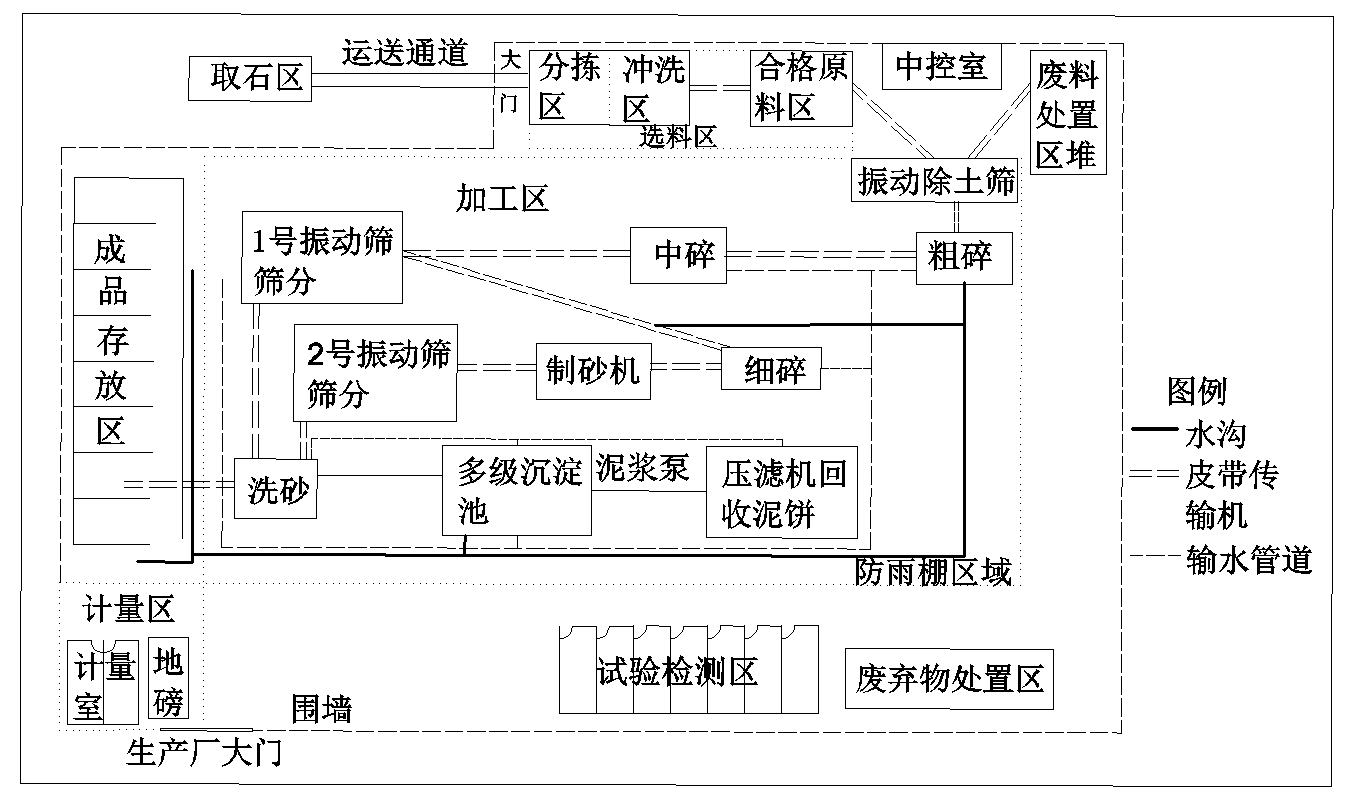 取石区
运送通道
大
门
分拣
区
冲洗
区
选料区
合格原
料区
中控室
废料
处置
区堆
振动除土筛
加工区
1号振动筛
筛分
中碎
粗碎
2号振动筛
筛分
制砂机
细碎
成
品
存
放
区
洗砂
多级沉淀
池
泥浆泵
压滤机回
收泥饼
防雨棚区域
图例
水沟
皮带传
输机
输水管道
计量区
计量
室
地
磅
试验检测区
废弃物处置区
围墙
生产厂大门